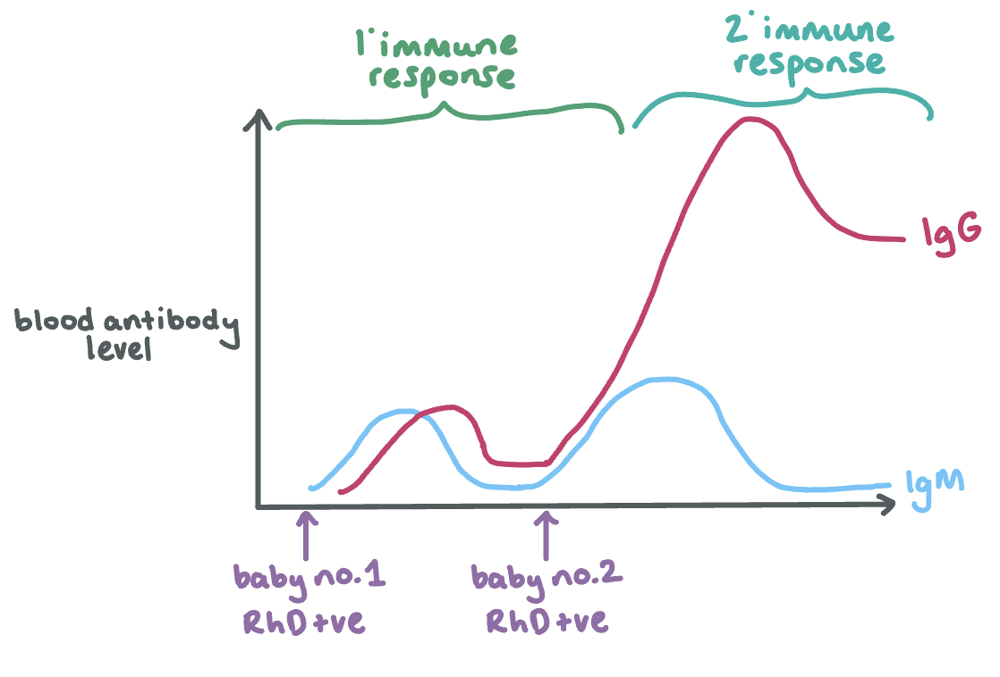 1° immune
response
2° immune
response
blood antibody
level
IgG
IgM
baby no.1
RhD +ve
baby no.2
RhD +ve